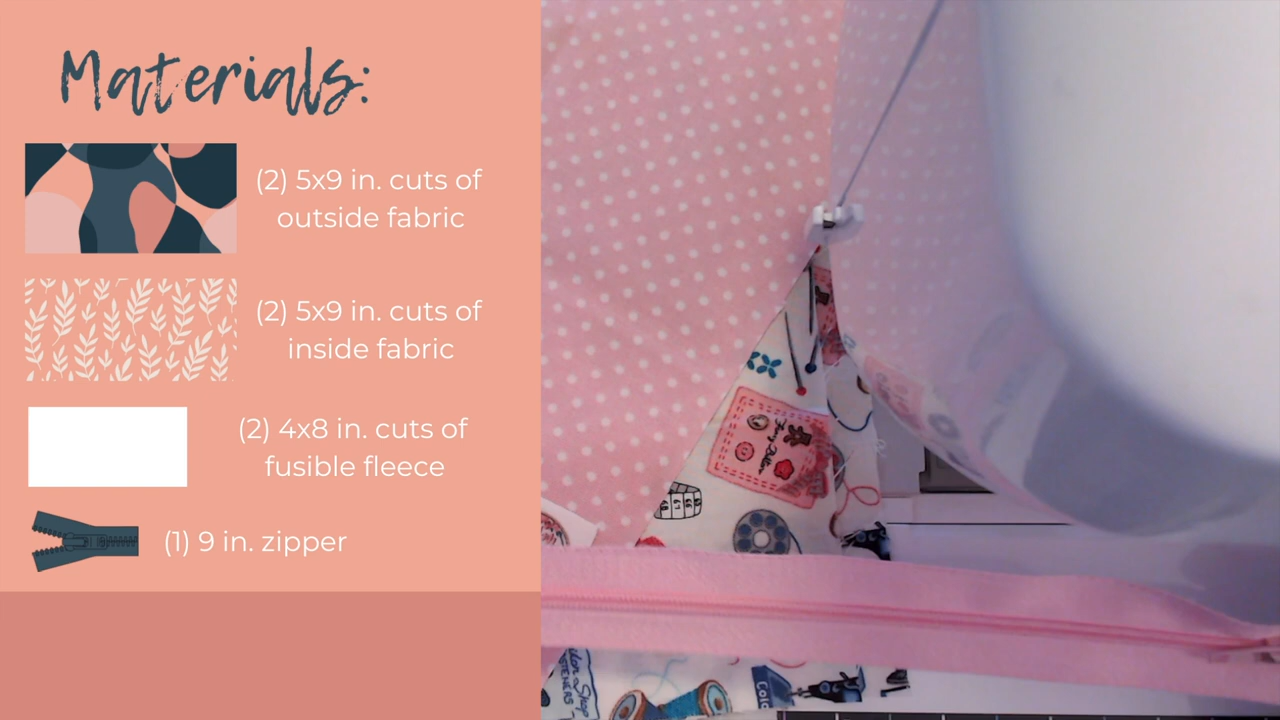 Materials:
(2) 5x9 in. cuts of
outside fabric
(2) 5x9 in. cuts of
inside fabric
(2) 4x8 in. cuts of
fusible fleece
(1) 9 in. zipper